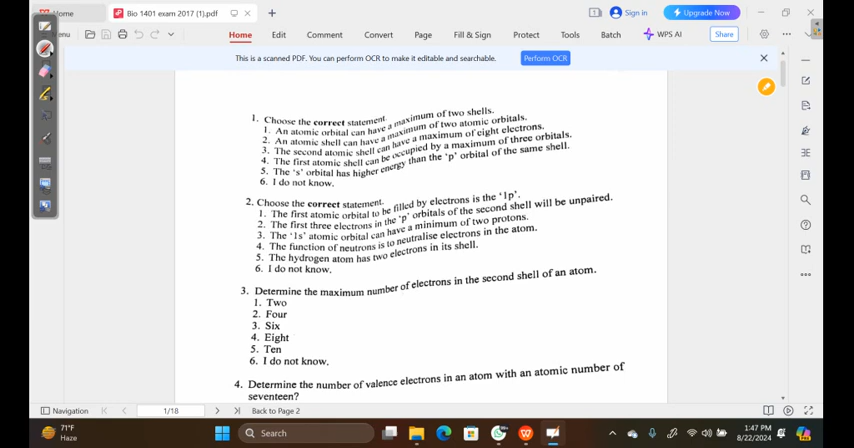 Home
Bio 1401 exam 2017 (1).pdf
Sign in
Upgrade Now
Menu
Home
Edit
Comment
Convert
Page
Fill & Sign
Protect
Tools
Batch
WPS AI
Share
This is a scanned PDF. You can perform OCR to make it editable and searchable.
Perform OCR
1. Choose the correct statement.
1. An atomic orbital can have a maximum of two shells.
2. An atomic shell can have a maximum of two atomic orbitals.
3. The second atomic shell can have a maximum of eight electrons.
4. The first atomic shell can be occupied by a maximum of three orbitals.
5. The ‘s’ orbital has higher energy than the ‘p’ orbital of the same shell.
6. I do not know.
2. Choose the correct statement.
1. The first atomic orbital to be filled by electrons is the ‘1p’.
2. The first three electrons in the ‘p’ orbitals of the second shell will be unpaired.
3. The ‘1s’ atomic orbital can have a minimum of two protons.
4. The function of neutrons is to neutralise electrons in the atom.
5. The hydrogen atom has two electrons in its shell.
6. I do not know.
3. Determine the maximum number of electrons in the second shell of an atom.
1. Two
2. Four
3. Six
4. Eight
5. Ten
6. I do not know.
4. Determine the number of valence electrons in an atom with an atomic number of
seventeen?
Navigation
1/18
Back to Page 2
71°F
Haze
Search
1:47 PM
8/22/2024